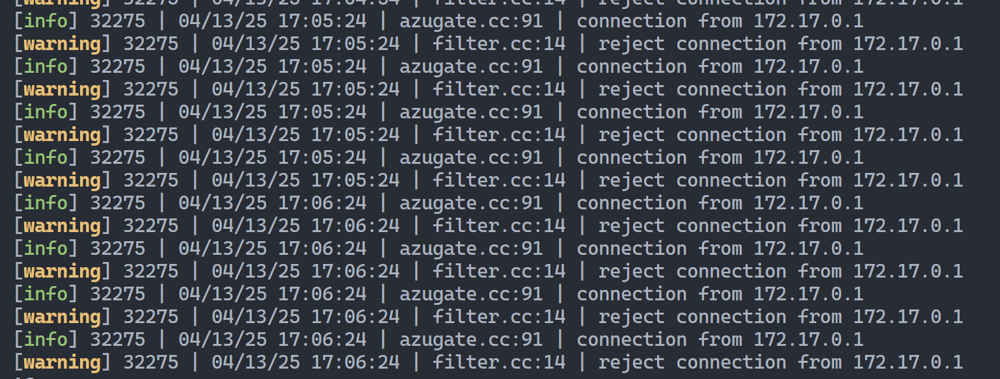 [warning] 32275 | 04/13/25 17:04:54 | filter.cc:14 | reject connection from 172.17.0.1
[info] 32275 | 04/13/25 17:05:24 | azugate.cc:91 | connection from 172.17.0.1
[warning] 32275 | 04/13/25 17:05:24 | filter.cc:14 | reject connection from 172.17.0.1
[info] 32275 | 04/13/25 17:05:24 | azugate.cc:91 | connection from 172.17.0.1
[warning] 32275 | 04/13/25 17:05:24 | filter.cc:14 | reject connection from 172.17.0.1
[info] 32275 | 04/13/25 17:05:24 | azugate.cc:91 | connection from 172.17.0.1
[warning] 32275 | 04/13/25 17:05:24 | filter.cc:14 | reject connection from 172.17.0.1
[info] 32275 | 04/13/25 17:05:24 | azugate.cc:91 | connection from 172.17.0.1
[warning] 32275 | 04/13/25 17:05:24 | filter.cc:14 | reject connection from 172.17.0.1
[info] 32275 | 04/13/25 17:06:24 | azugate.cc:91 | connection from 172.17.0.1
[warning] 32275 | 04/13/25 17:06:24 | filter.cc:14 | reject connection from 172.17.0.1
[info] 32275 | 04/13/25 17:06:24 | azugate.cc:91 | connection from 172.17.0.1
[warning] 32275 | 04/13/25 17:06:24 | filter.cc:14 | reject connection from 172.17.0.1
[info] 32275 | 04/13/25 17:06:24 | azugate.cc:91 | connection from 172.17.0.1
[warning] 32275 | 04/13/25 17:06:24 | filter.cc:14 | reject connection from 172.17.0.1
[info] 32275 | 04/13/25 17:06:24 | azugate.cc:91 | connection from 172.17.0.1
[warning] 32275 | 04/13/25 17:06:24 | filter.cc:14 | reject connection from 172.17.0.1